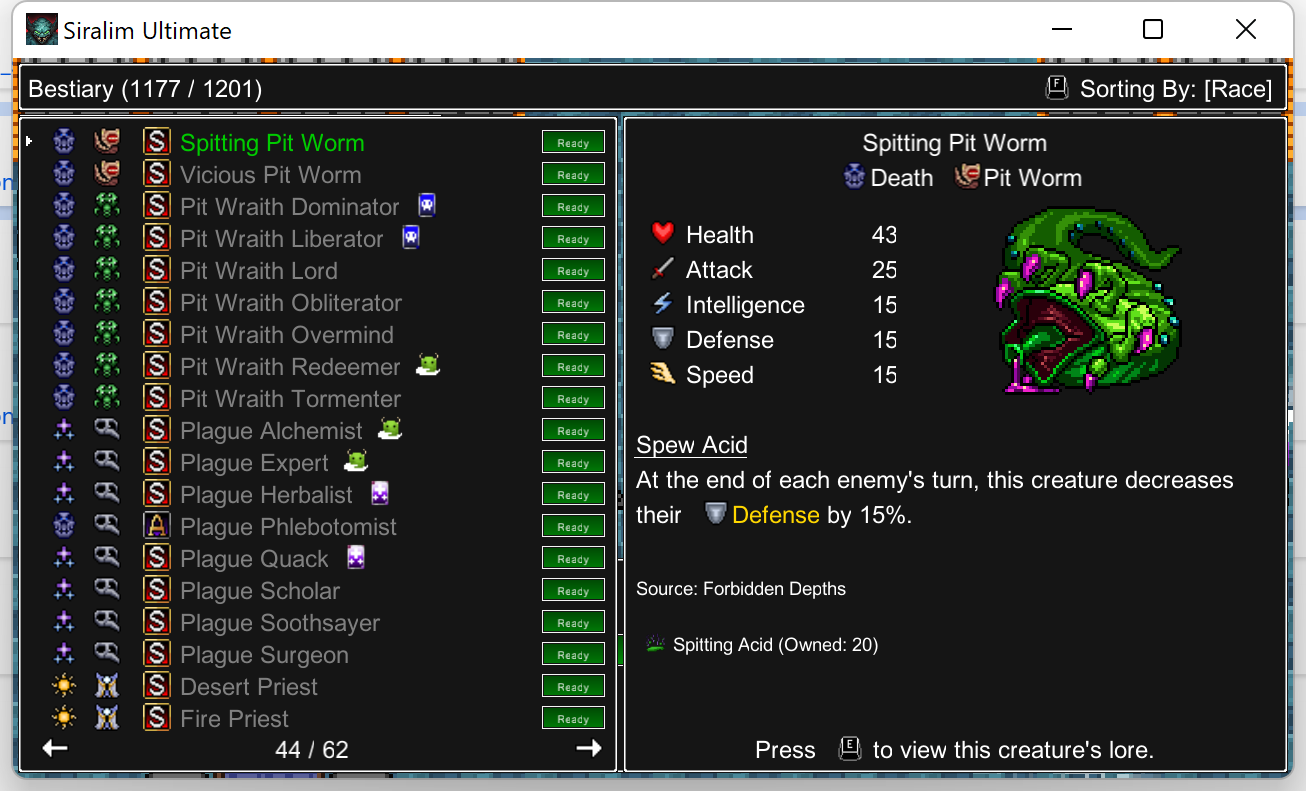 Siralim Ultimate
Bestiary (1177 / 1201)
F Sorting By: [Race]
S Spitting Pit Worm Ready
S Vicious Pit Worm Ready
S Pit Wraith Dominator Ready
S Pit Wraith Liberator Ready
S Pit Wraith Lord Ready
S Pit Wraith Obliterator Ready
S Pit Wraith Overmind Ready
S Pit Wraith Redeemer Ready
S Pit Wraith Tormenter Ready
S Plague Alchemist Ready
S Plague Expert Ready
S Plague Herbalist Ready
A Plague Phlebotomist Ready
S Plague Quack Ready
S Plague Scholar Ready
S Plague Soothsayer Ready
S Plague Surgeon Ready
S Desert Priest Ready
S Fire Priest Ready
44 / 62
Spitting Pit Worm
Death Pit Worm
Health 43
Attack 25
Intelligence 15
Defense 15
Speed 15
Spew Acid
At the end of each enemy's turn, this creature decreases
their Defense by 15%.
Source: Forbidden Depths
Spitting Acid (Owned: 20)
Press E to view this creature's lore.